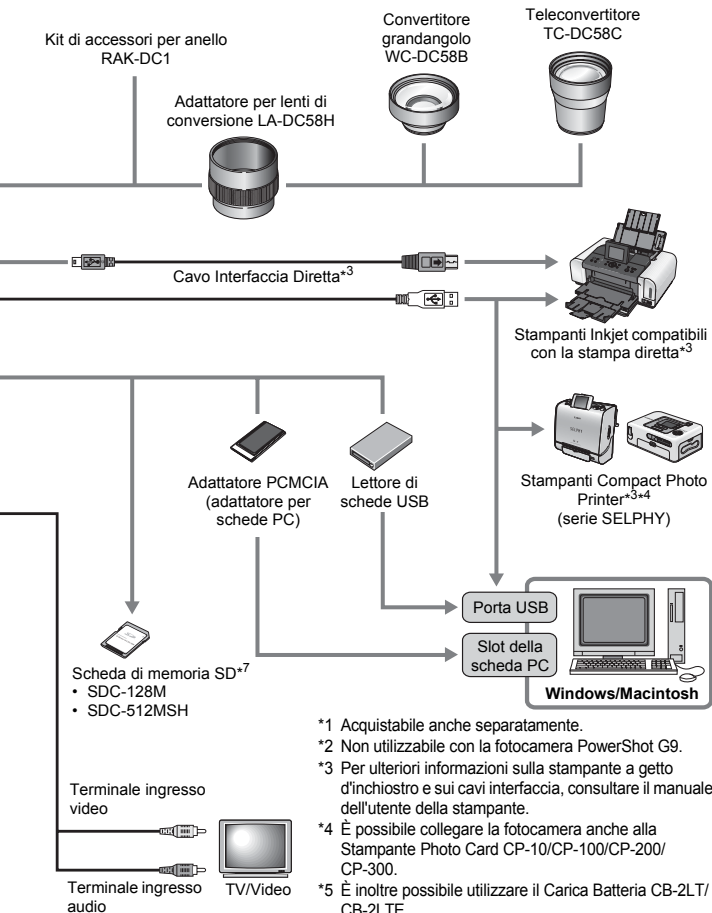 Kit di accessori per anello
RAK-DC1
Convertitore
grandangolo
WC-DC58B
Teleconvertitore
TC-DC58C
Adattatore per lenti di
conversione LA-DC58H
Cavo Interfaccia Diretta*3
Stampanti Inkjet compatibili
con la stampa diretta*3
Adattatore PCMCIA
(adattatore per
schede PC)
Lettore di
schede USB
Stampanti Compact Photo
Printer*3*4
(serie SELPHY)
Porta USB
Slot della
scheda PC
Windows/Macintosh
Scheda di memoria SD*7
• SDC-128M
• SDC-512MSH
Terminale ingresso
video
Terminale ingresso
audio
TV/Video
*1 Acquistabile anche separatamente.
*2 Non utilizzabile con la fotocamera PowerShot G9.
*3 Per ulteriori informazioni sulla stampante a getto
d'inchiostro e sui cavi interfaccia, consultare il manuale
dell'utente della stampante.
*4 È possibile collegare la fotocamera anche alla
Stampante Photo Card CP-10/CP-100/CP-200/
CP-300.
*5 È inoltre possibile utilizzare il Carica Batteria CB-2LT/
CB-2LTE.